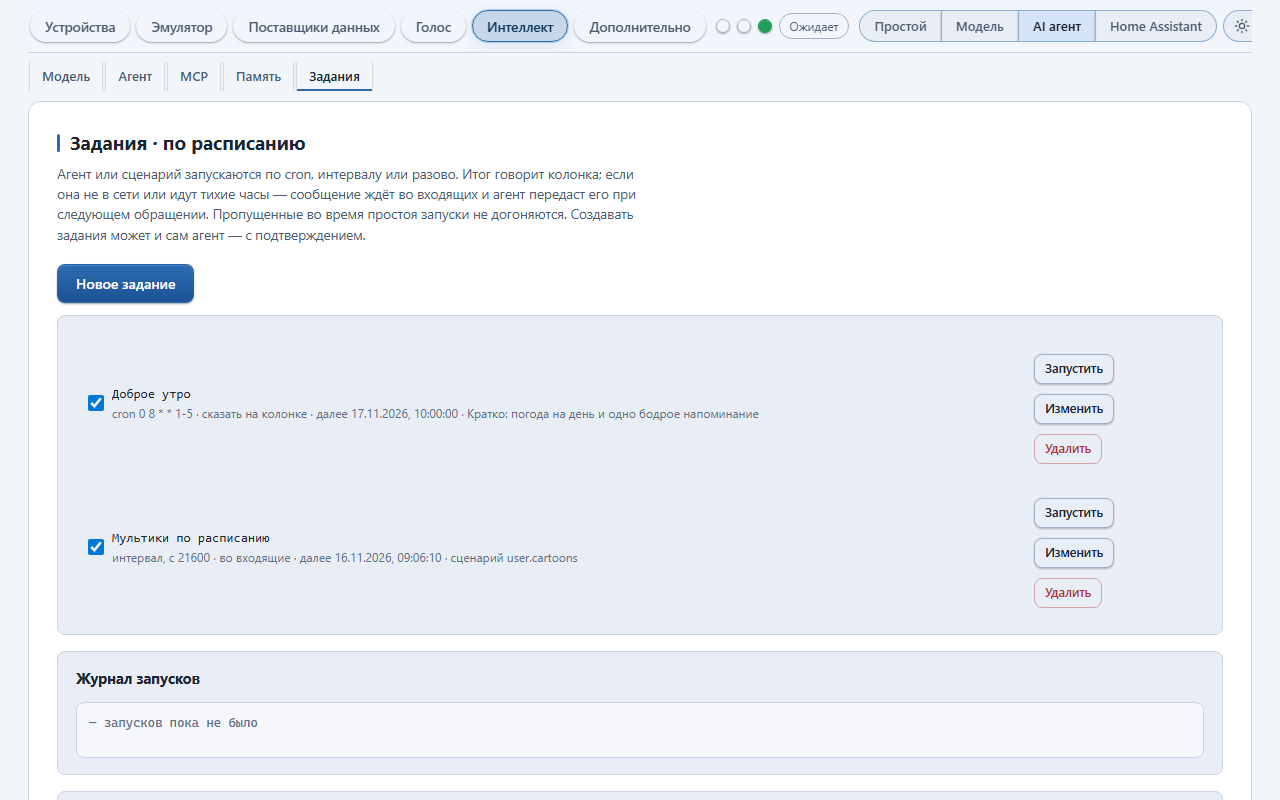 Устройства
Эмулятор
Поставщики данных
Голос
Интеллект
Дополнительно
Ожидает
Простой
Модель
AI агент
Home Assistant
Модель
Агент
MCP
Память
Задания
Задания · по расписанию
Агент или сценарий запускаются по cron, интервалу или разово. Итог говорит колонка; если
она не в сети или идут тихие часы — сообщение ждёт во входящих и агент передаст его при
следующем обращении. Пропущенные во время простоя запуски не догоняются. Создавать
задания может и сам агент — с подтверждением.
Новое задание
Доброе утро
cron 0 8 * * 1-5 · сказать на колонке · далее 17.11.2026, 10:00:00 · Кратко: погода на день и одно бодрое напоминание
Запустить
Изменить
Удалить
Мультики по расписанию
интервал, с 21600 · во входящие · далее 16.11.2026, 09:06:10 · сценарий user.cartoons
Запустить
Изменить
Удалить
Журнал запусков
— запусков пока не было